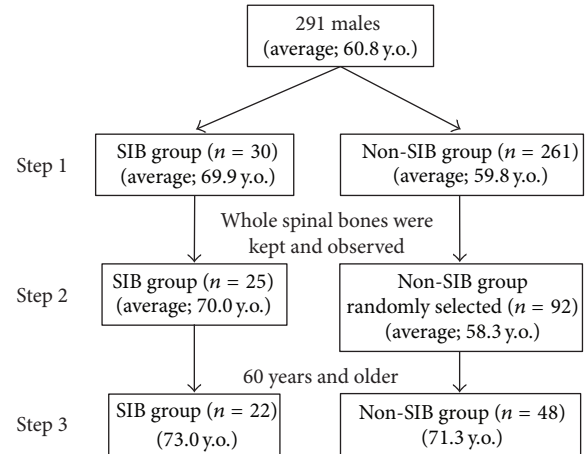 291 males
(average; 60.8 y.o.)
Step 1
SIB group (n = 30)
(average; 69.9 y.o.)
Non-SIB group (n = 261)
(average; 59.8 y.o.)
Whole spinal bones were
kept and observed
Step 2
SIB group (n = 25)
(average; 70.0 y.o.)
Non-SIB group
randomly selected (n = 92)
(average; 58.3 y.o.)
60 years and older
Step 3
SIB group (n = 22)
(73.0 y.o.)
Non-SIB group (n = 48)
(71.3 y.o.)